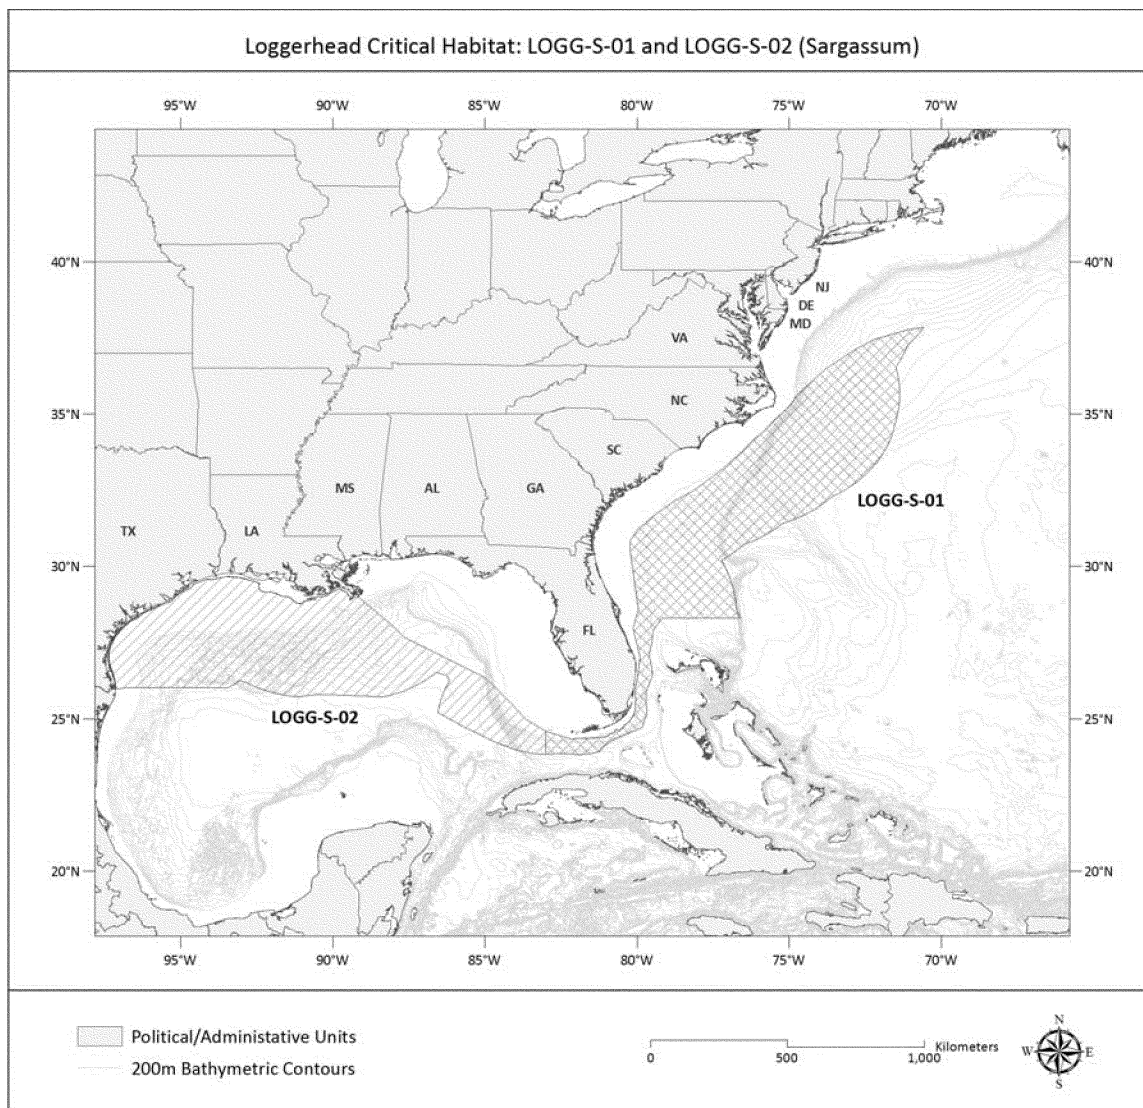 Loggerhead Critical Habitat: LOGG-S-01 and LOGG-S-02 (Sargassum)
95°W 90°W 85°W 80°W 75°W 70°W
40°N 40°N
NJ
DE
MD
VA
NC
35°N 35°N
SC
MS AL GA
LOGG-S-01
TX LA
30°N 30°N
FL
LOGG-S-02
25°N 25°N
20°N 20°N
95°W 90°W 85°W 80°W 75°W 70°W
Political/Administative Units
200m Bathymetric Contours
Kilometers
0 500 1,000
N
W E
S